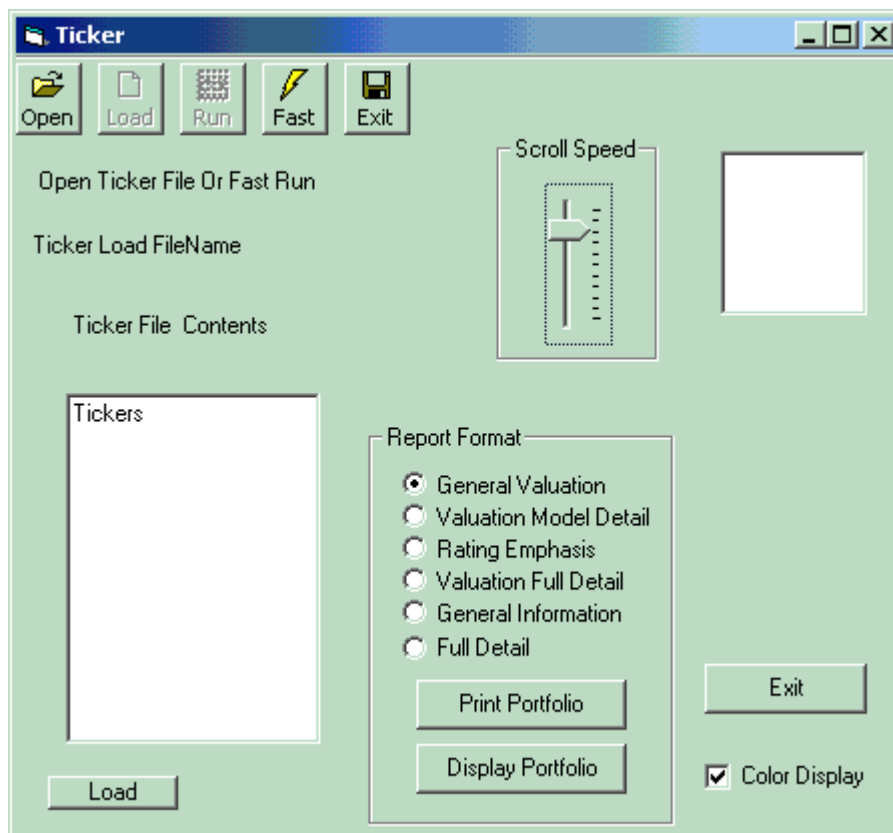 Ticker
Open Load Run Fast Exit
Scroll Speed
Open Ticker File Or Fast Run
Ticker Load FileName
Ticker File Contents
Tickers
Report Format
General Valuation
Valuation Model Detail
Rating Emphasis
Valuation Full Detail
General Information
Full Detail
Print Portfolio
Display Portfolio
Exit
Color Display
Load